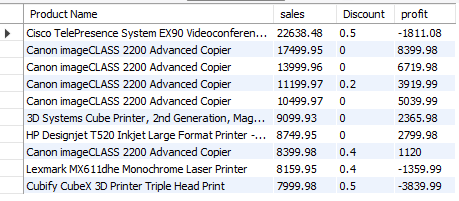 Product Name sales Discount profit
Cisco TelePresence System EX90 Videoconferen... 22638.48 0.5 -1811.08
Canon imageCLASS 2200 Advanced Copier 17499.95 0 8399.98
Canon imageCLASS 2200 Advanced Copier 13999.96 0 6719.98
Canon imageCLASS 2200 Advanced Copier 11199.97 0.2 3919.99
Canon imageCLASS 2200 Advanced Copier 10499.97 0 5039.99
3D Systems Cube Printer, 2nd Generation, Mag... 9099.93 0 2365.98
HP Designjet T520 Inkjet Large Format Printer -... 8749.95 0 2799.98
Canon imageCLASS 2200 Advanced Copier 8399.98 0.4 1120
Lexmark MX611dhe Monochrome Laser Printer 8159.95 0.4 -1359.99
Cubify CubeX 3D Printer Triple Head Print 7999.98 0.5 -3839.99